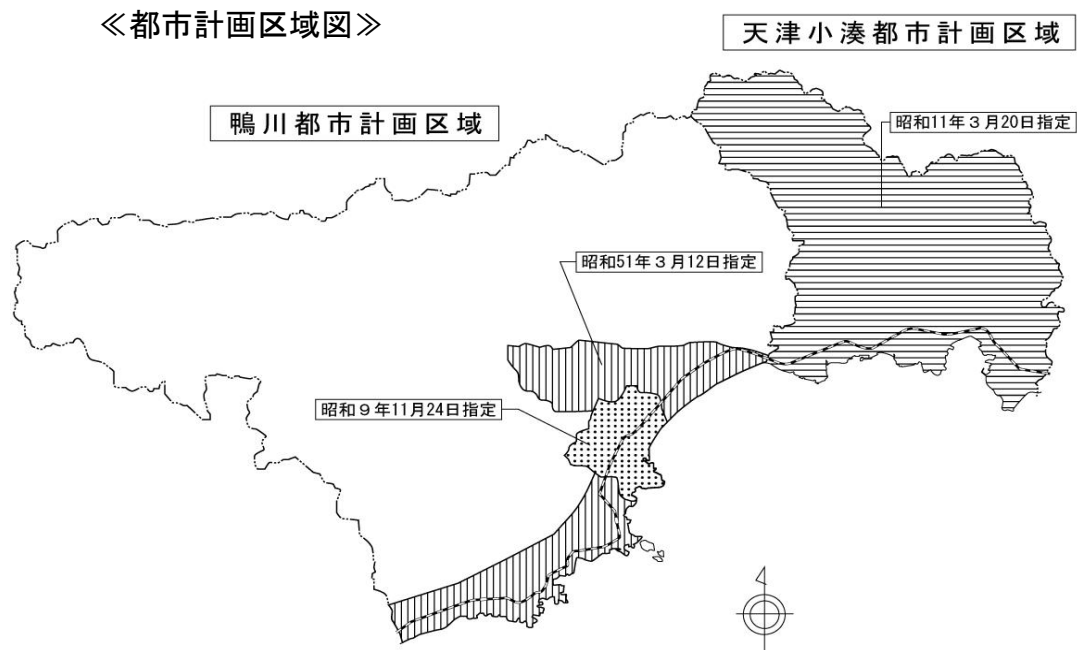 ≪都市計画区域図≫
天津小湊都市計画区域
鴨川都市計画区域
昭和11年3月20日指定
昭和51年3月12日指定
昭和9年11月24日指定